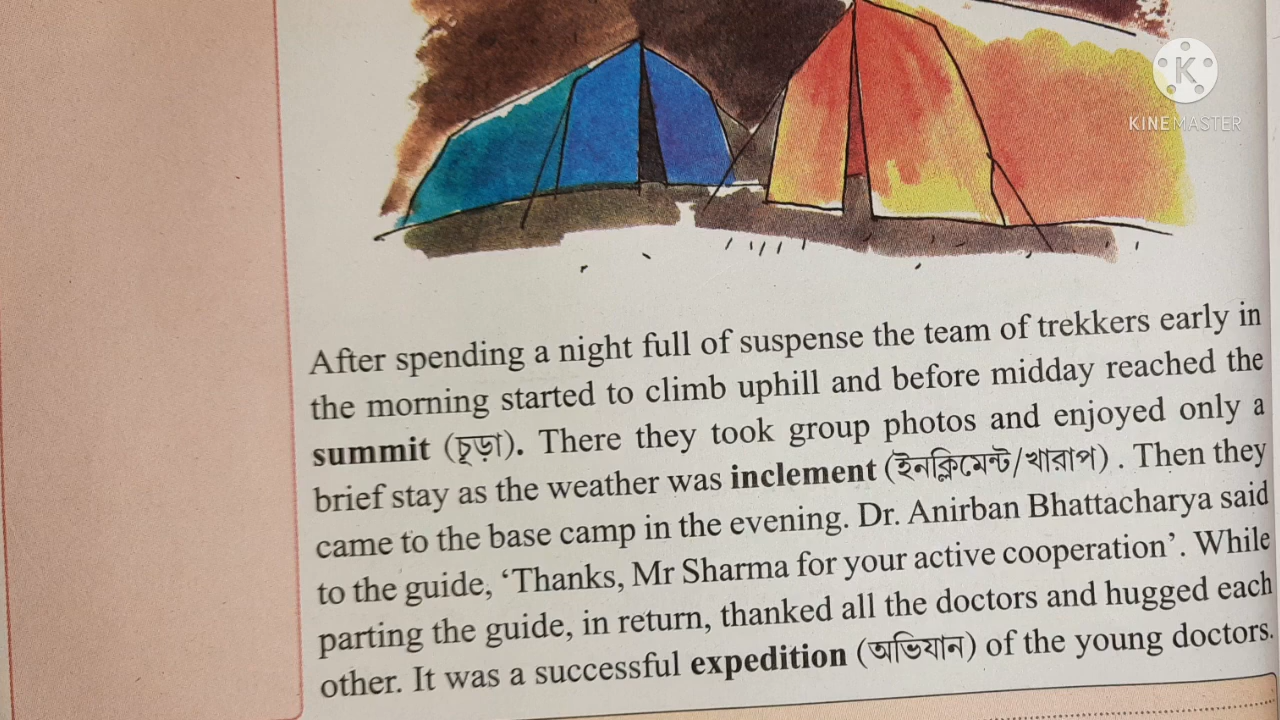 KINEMASTER
After spending a night full of suspense the team of trekkers early in
the morning started to climb uphill and before midday reached the
summit (চূড়া). There they took group photos and enjoyed only a
brief stay as the weather was inclement (ইনক্লিমেন্ট/খারাপ) . Then they
came to the base camp in the evening. Dr. Anirban Bhattacharya said
to the guide, ‘Thanks, Mr Sharma for your active cooperation’. While
parting the guide, in return, thanked all the doctors and hugged each
other. It was a successful expedition (অভিযান) of the young doctors.